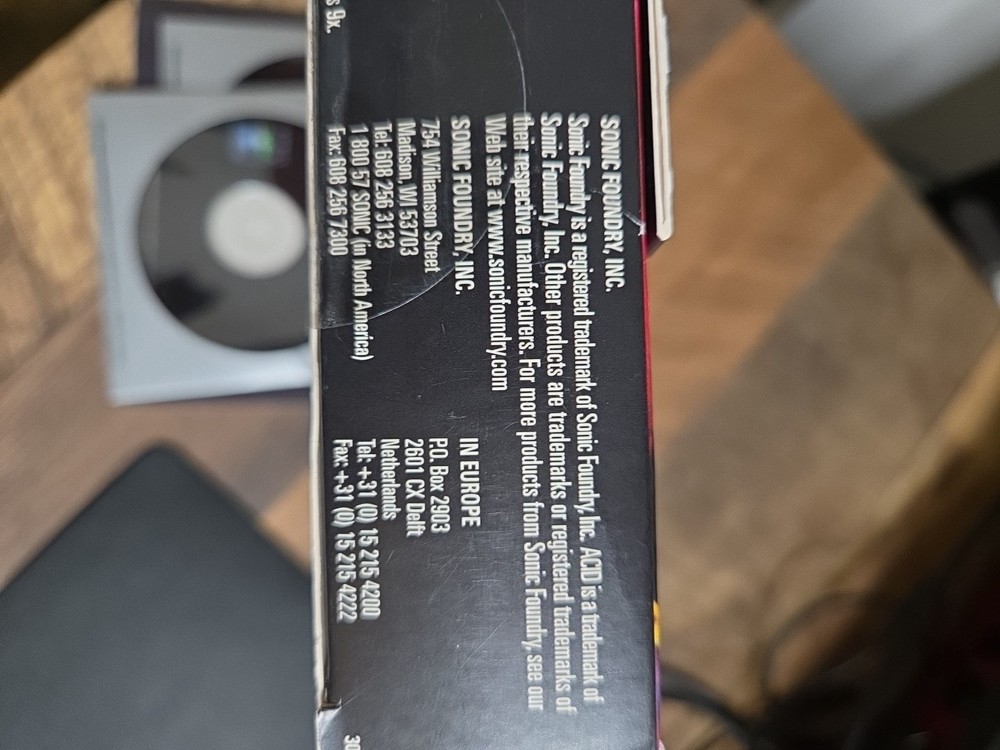 s 9x.
SONIC FOUNDRY, INC.
Sonic Foundry is a registered trademark of Sonic Foundry, Inc. ACID is a trademark of
Sonic Foundry, Inc. Other products are trademarks or registered trademarks of
their respective manufacturers. For more products from Sonic Foundry, see our
Web site at www.sonicfoundry.com
SONIC FOUNDRY, INC.
754 Williamson Street
Madison, WI 53703
Tel: 608 256 3133
1 800 57 SONIC (in North America)
Fax: 608 256 7300
IN EUROPE
P.O. Box 2903
2601 CX Delft
Netherlands
Tel: +31 (0) 15 215 4200
Fax: +31 (0) 15 215 4222
30